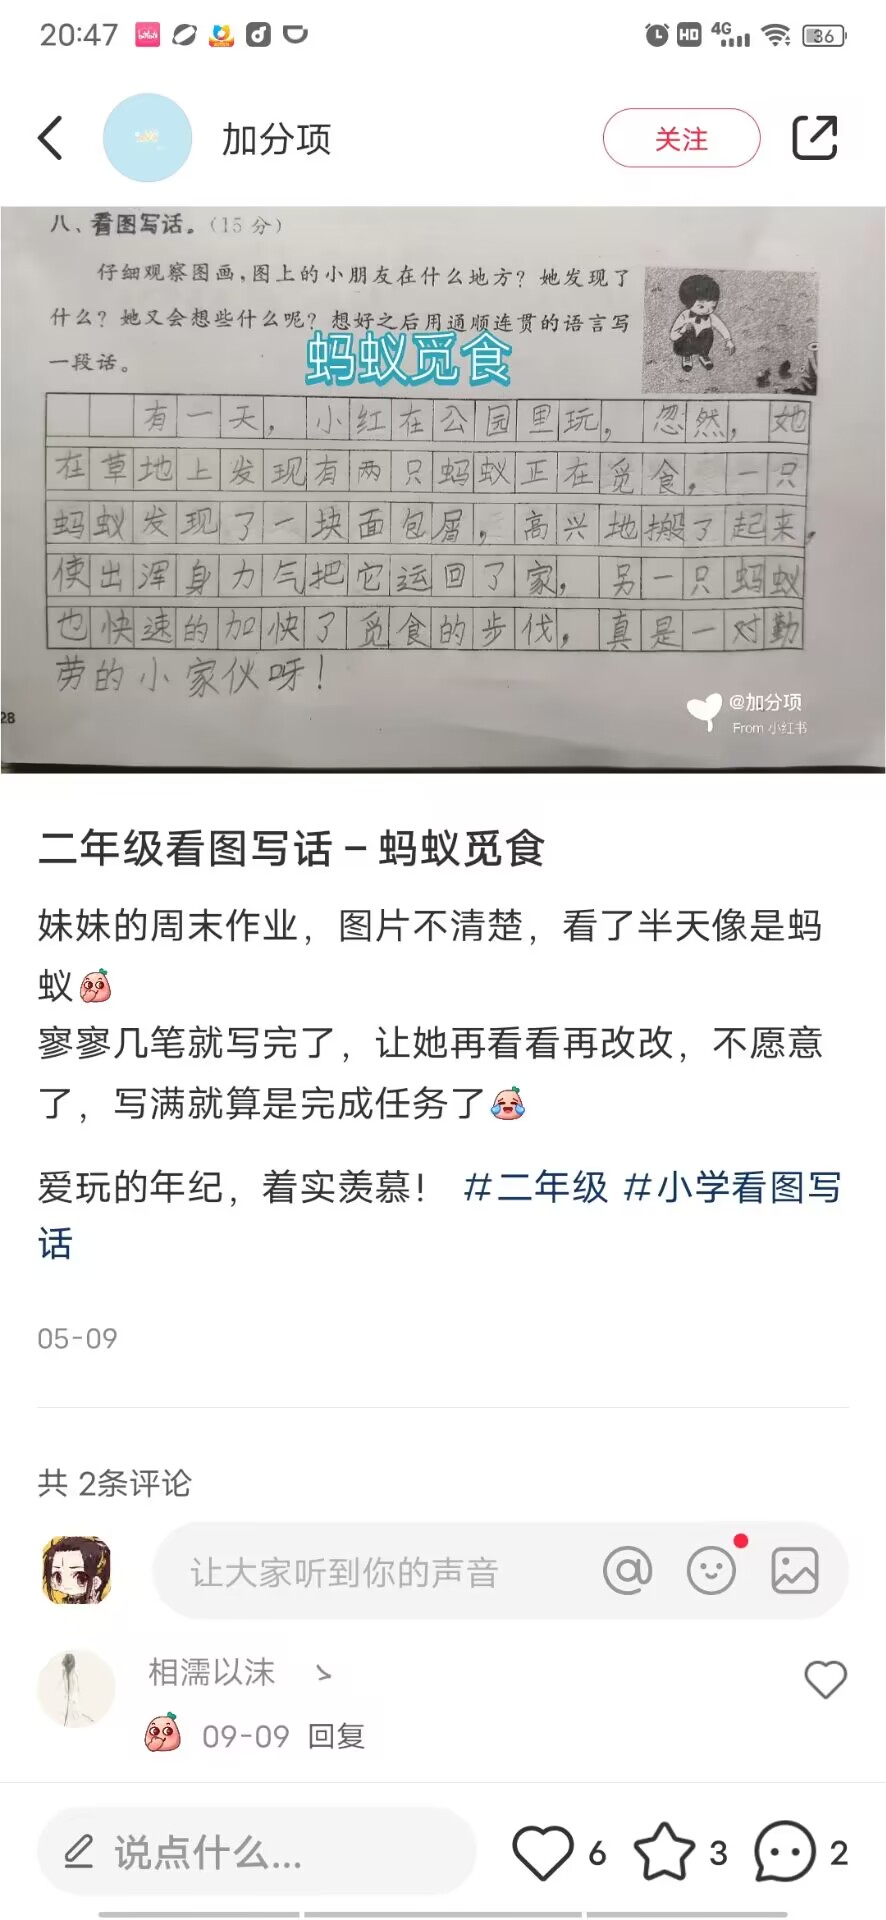 20:47
HD 4G 36
加分项
关注
八、看图写话。（15 分）
仔细观察图画，图上的小朋友在什么地方？她发现了
什么？她又会想些什么呢？想好之后用通顺连贯的语言写
一段话。
蚂蚁觅食
有一天，小红在公园里玩，忽然，她
在草地上发现有两只蚂蚁正在觅食，一只
蚂蚁发现了一块面包屑，高兴地搬了起来，
使出浑身力气把它运回了家，另一只蚂蚁
也快速的加快了觅食的步伐，真是一对勤
劳的小家伙呀！
28
@加分项
From 小红书
二年级看图写话－蚂蚁觅食
妹妹的周末作业，图片不清楚，看了半天像是蚂
蚁
寥寥几笔就写完了，让她再看看再改改，不愿意
了，写满就算是完成任务了
爱玩的年纪，着实羡慕！ #二年级 #小学看图写
话
05-09
共 2条评论
让大家听到你的声音
相濡以沫
09-09 回复
说点什么...
6
3
2